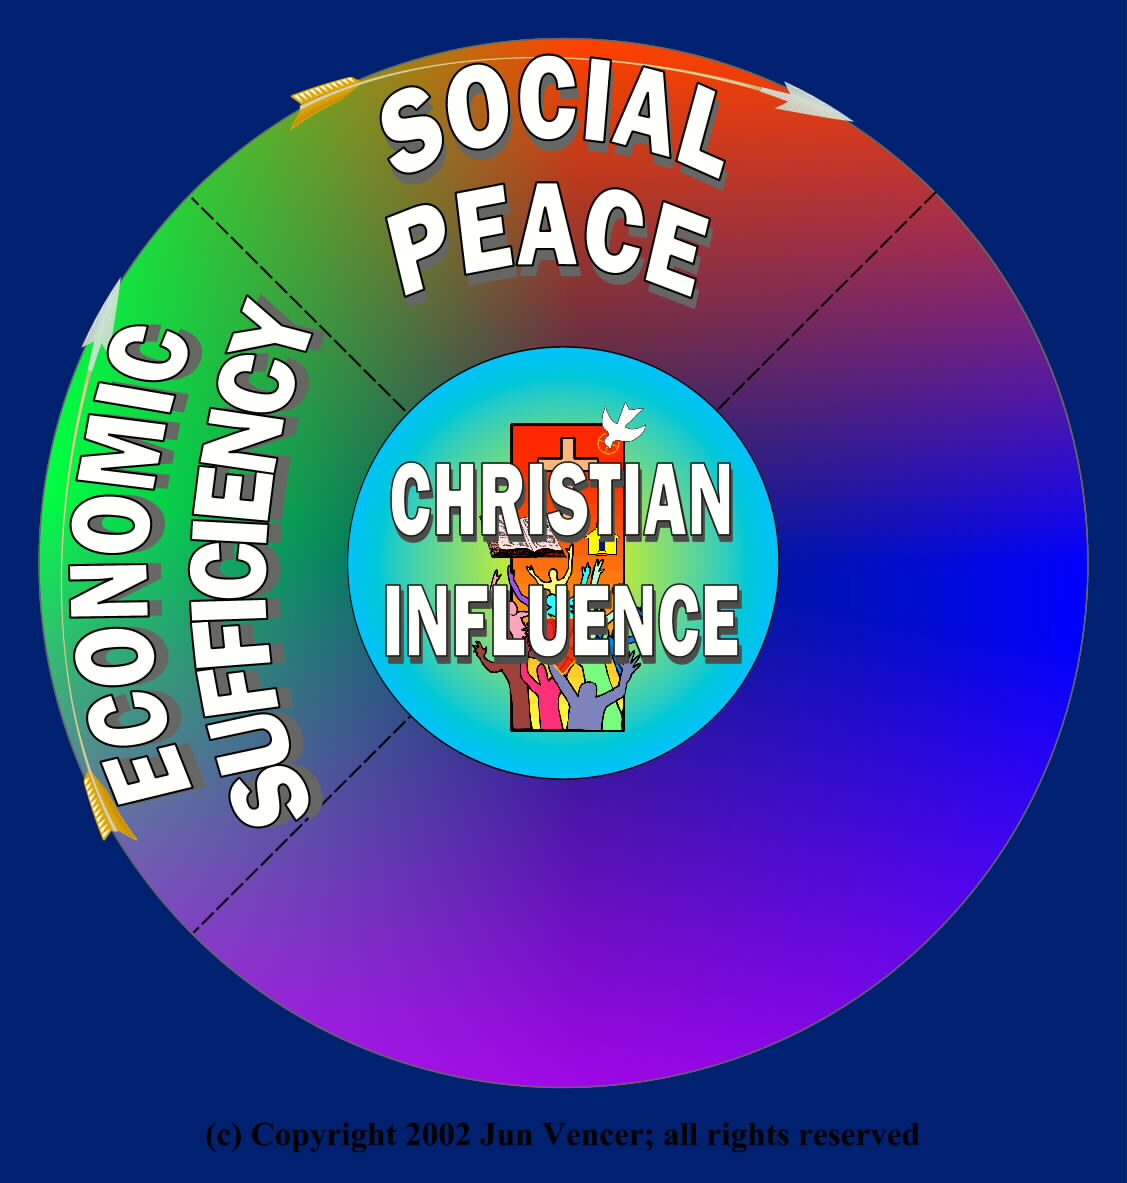 SOCIAL
PEACE
ECONOMIC
SUFFICIENCY
CHRISTIAN
INFLUENCE
(c) Copyright 2002 Jun Vencer; all rights reserved